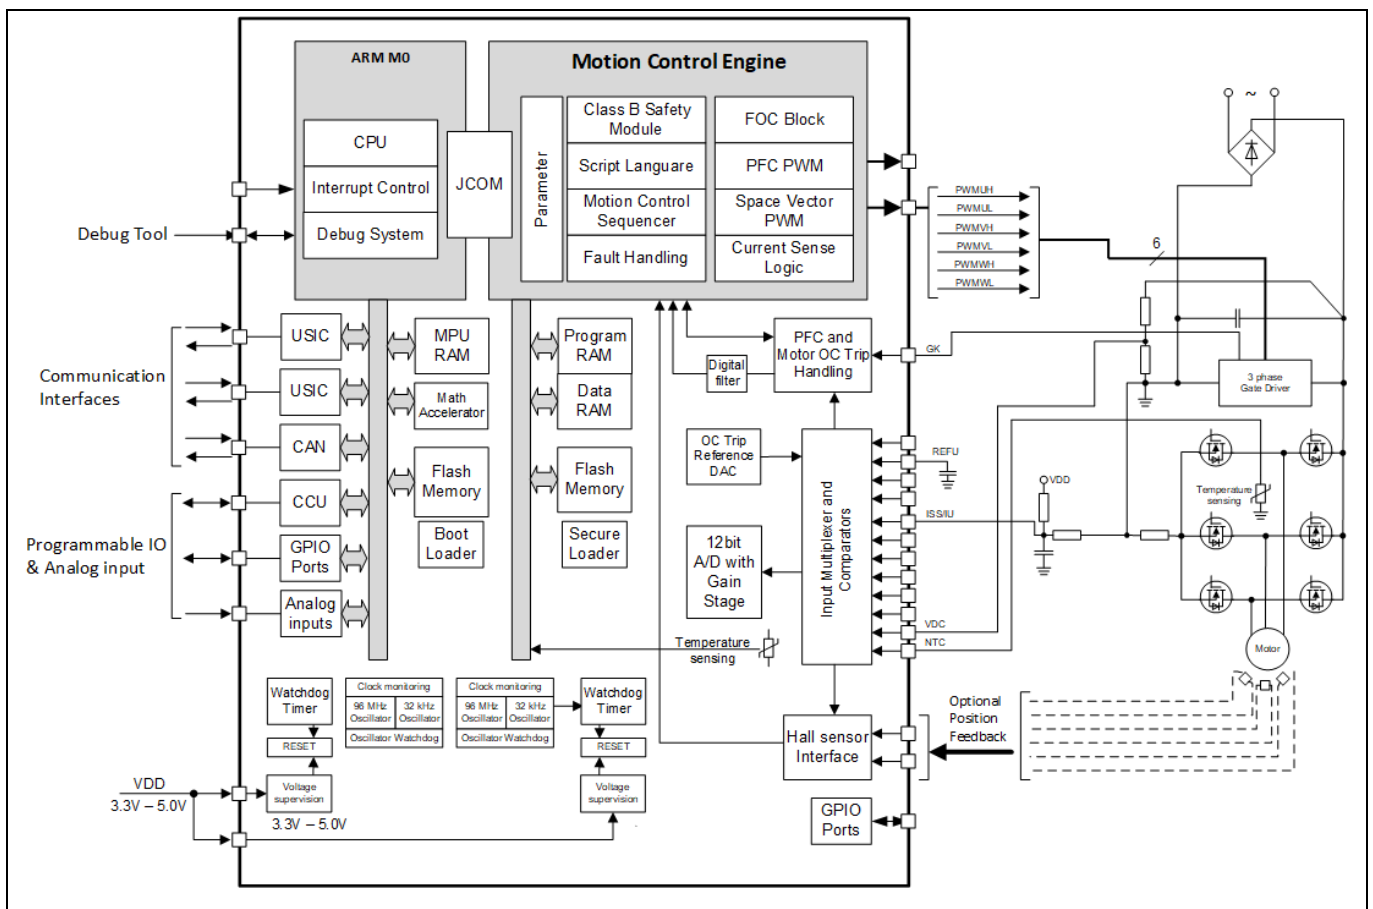 ARM M0
Motion Control Engine
CPU
Interrupt Control
Debug System
JCOM
Parameter
Class B Safety
Module
Script Languare
Motion Control
Sequencer
Fault Handling
FOC Block
PFC PWM
Space Vector
PWM
Current Sense
Logic
~
Debug Tool
PWMUH
PWMUL
PWMVH
PWMVL
PWMWH
PWMWL
6
Communication
Interfaces
USIC
USIC
CAN
MPU
RAM
Math
Accelerator
Flash
Memory
Boot
Loader
Program
RAM
Data
RAM
Flash
Memory
Secure
Loader
Digital
filter
PFC and
Motor OC Trip
Handling
GK
3 phase
Gate Driver
OC Trip
Reference
DAC
REFU
VDD
Temperature
sensing
ISS/IU
Programmable IO
& Analog input
CCU
GPIO
Ports
Analog
inputs
12bit
A/D with
Gain
Stage
Input Multiplexer and
Comparators
VDC
NTC
Motor
Temperature
sensing
Watchdog
Timer
RESET
Clock monitoring
96 MHz
Oscillator
32 kHz
Oscillator
Oscillator Watchdog
Clock monitoring
96 MHz
Oscillator
32 kHz
Oscillator
Oscillator Watchdog
Watchdog
Timer
RESET
Hall sensor
Interface
Optional
Position
Feedback
VDD
3.3V – 5.0V
Voltage
supervision
3.3V – 5.0V
Voltage
supervision
GPIO
Ports